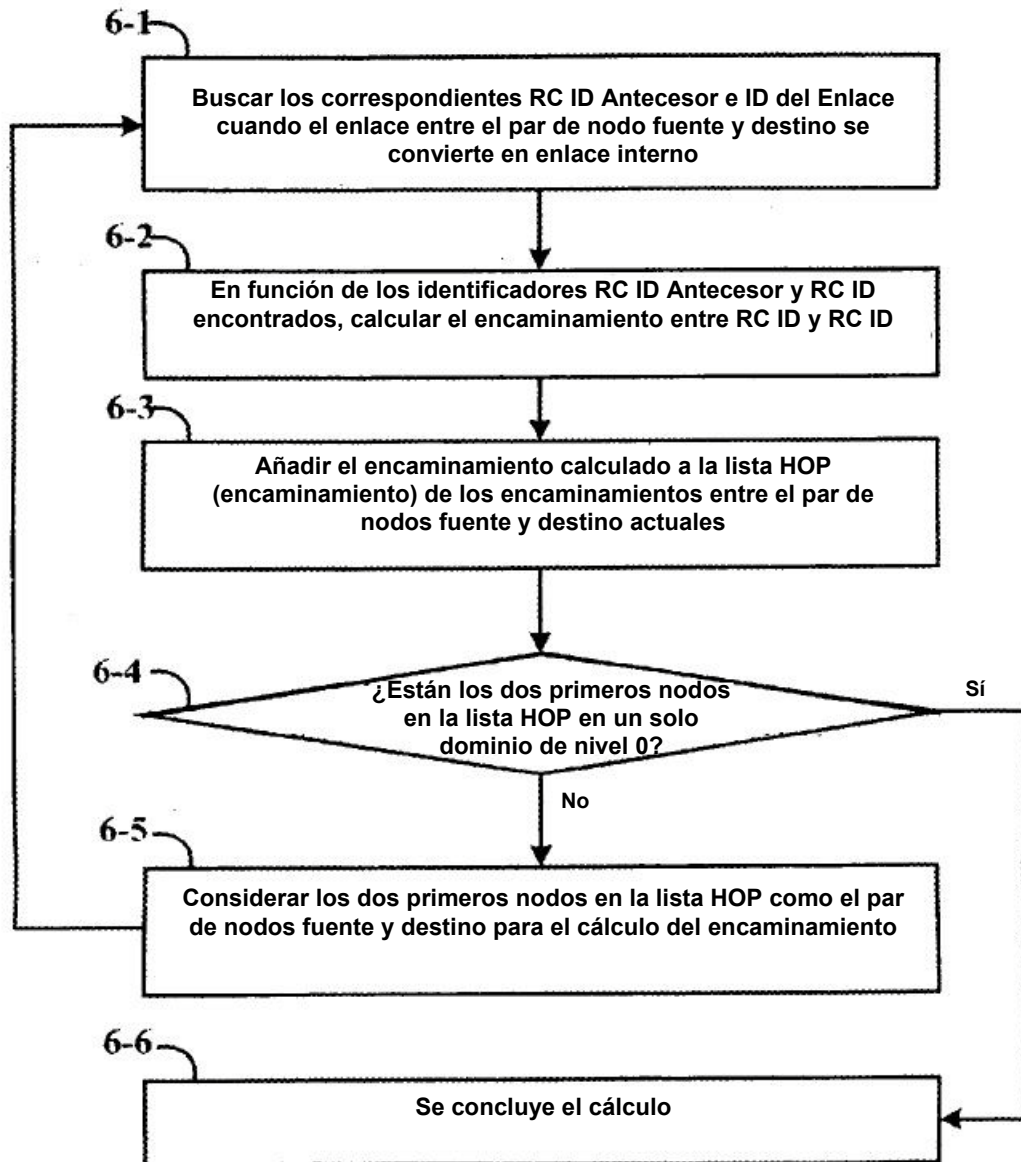 6-1
Buscar los correspondientes RC ID Antecesor e ID del Enlace
cuando el enlace entre el par de nodo fuente y destino se
convierte en enlace interno
6-2
En función de los identificadores RC ID Antecesor y RC ID
encontrados, calcular el encaminamiento entre RC ID y RC ID
6-3
Añadir el encaminamiento calculado a la lista HOP
(encaminamiento) de los encaminamientos entre el par de
nodos fuente y destino actuales
6-4
¿Están los dos primeros nodos
en la lista HOP en un solo
dominio de nivel 0?
Sí
No
6-5
Considerar los dos primeros nodos en la lista HOP como el par
de nodos fuente y destino para el cálculo del encaminamiento
6-6
Se concluye el cálculo